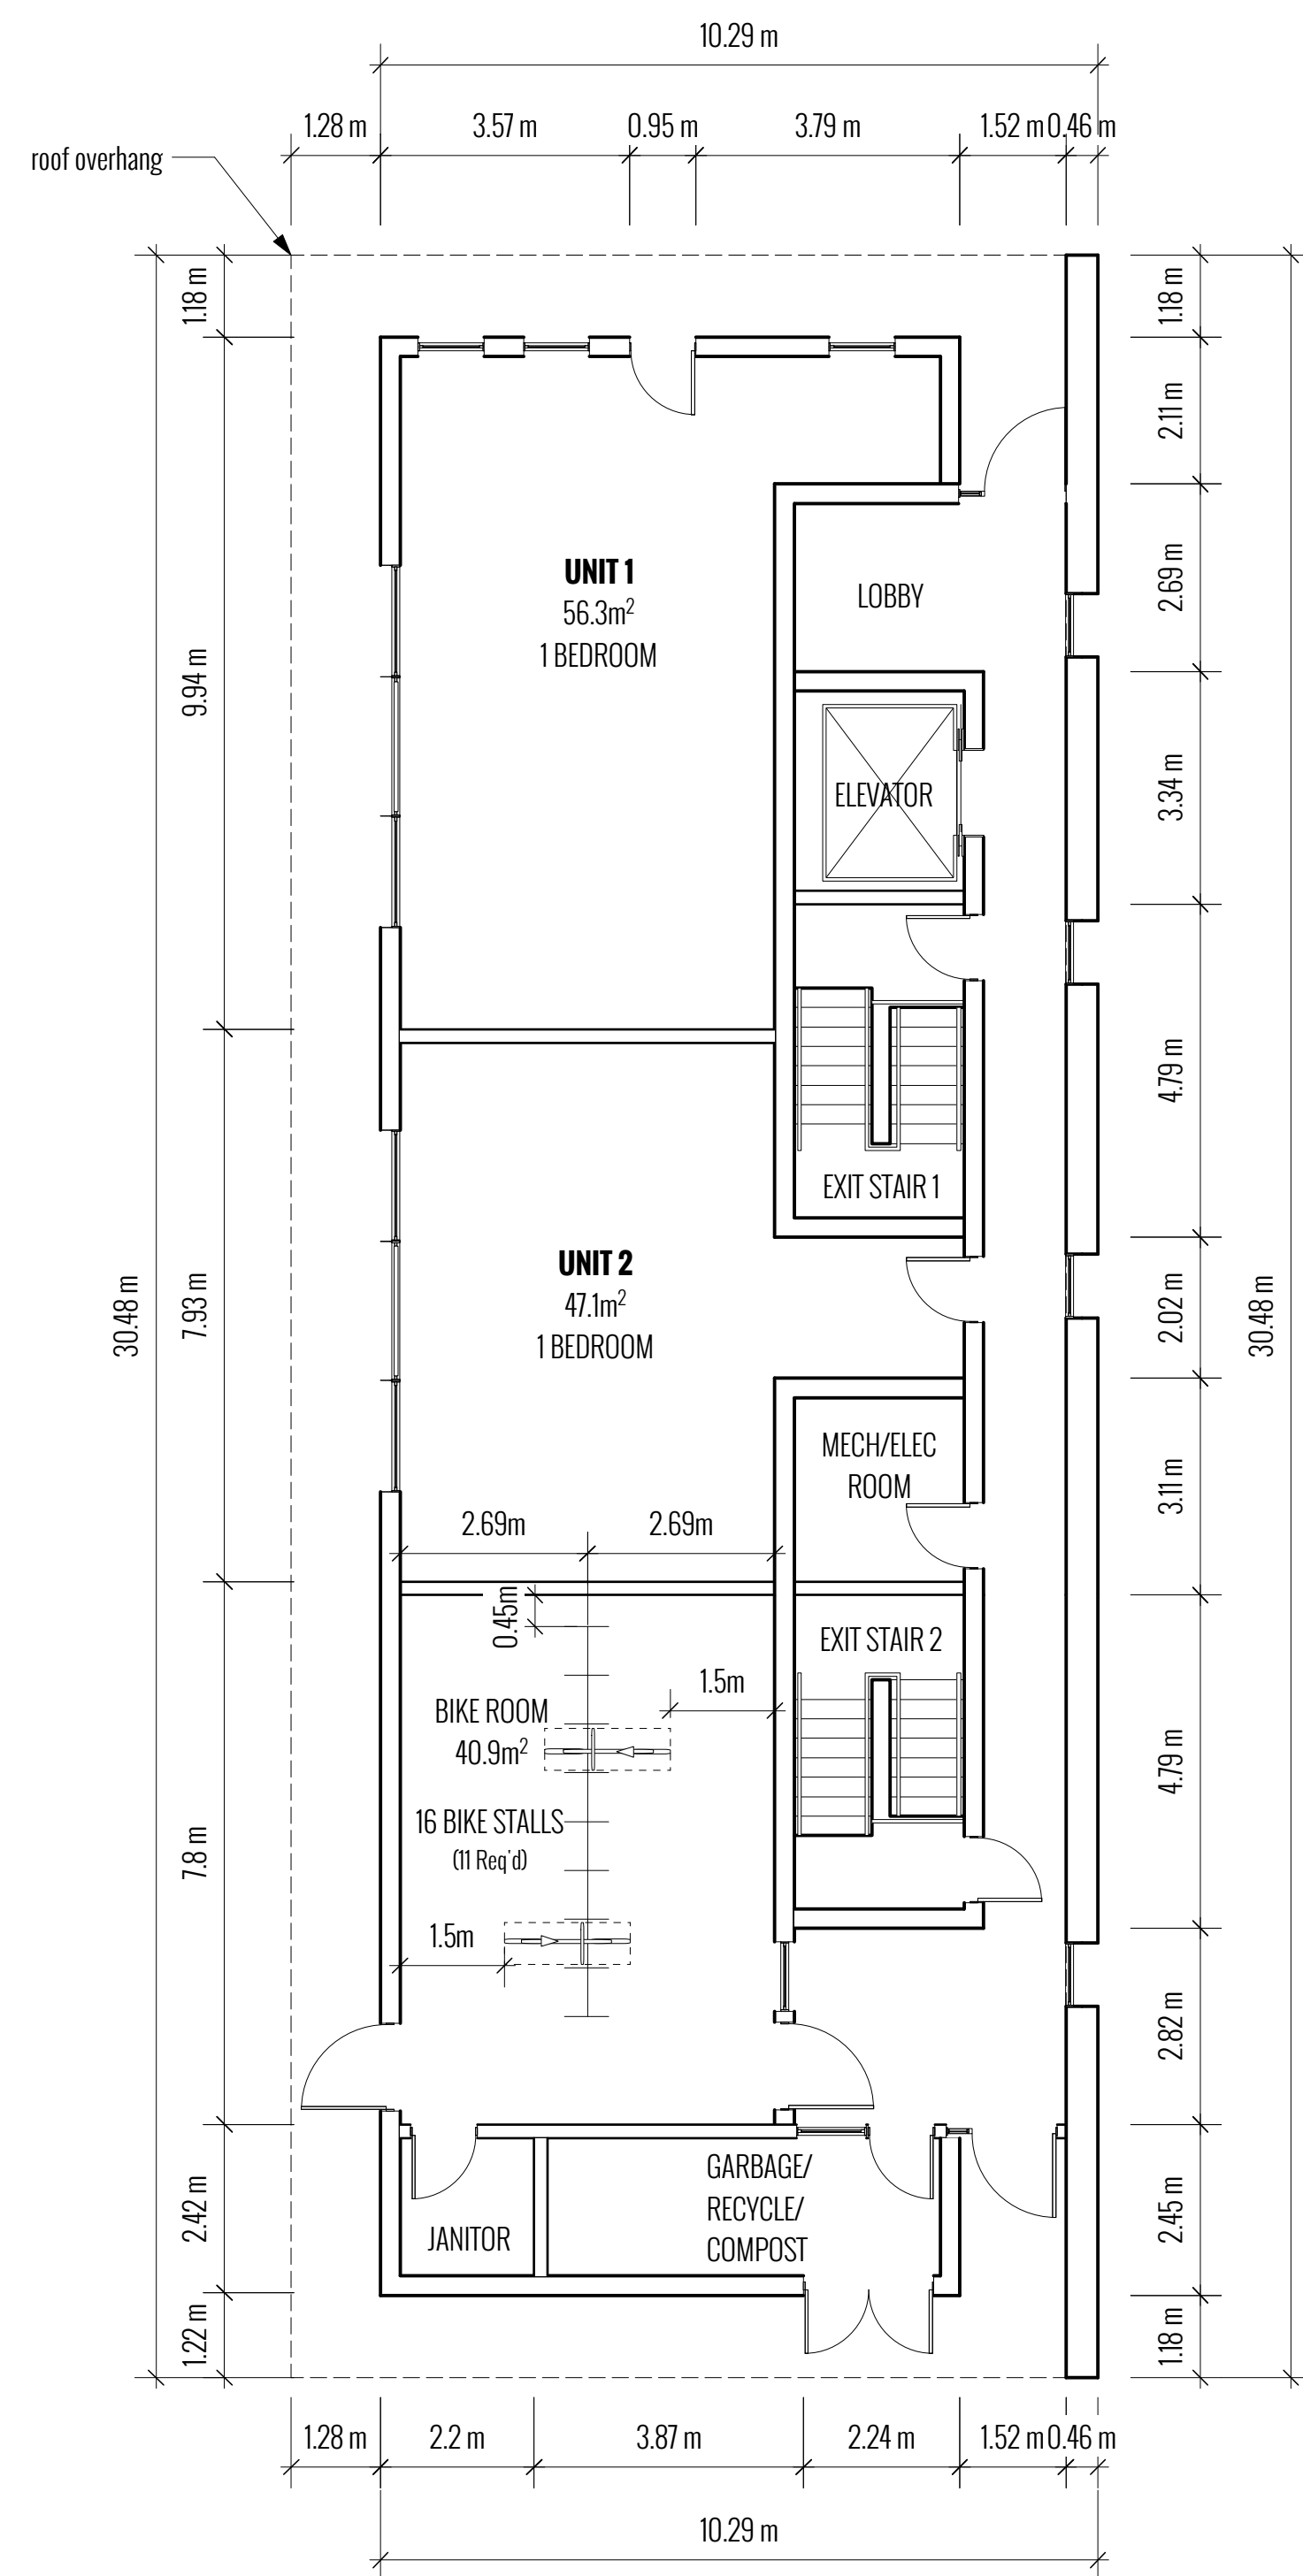 10.29 m
1.28 m 3.57 m 0.95 m 3.79 m 1.52 m 0.46 m
roof overhang
1.18 m
1.18 m
2.11 m
UNIT 1
56.3m²
1 BEDROOM
LOBBY
2.69 m
9.94 m
ELEVATOR
3.34 m
4.79 m
EXIT STAIR 1
UNIT 2
47.1m²
1 BEDROOM
30.48 m
7.93 m
2.02 m
30.48 m
MECH/ELEC
ROOM
3.11 m
2.69m 2.69m
0.45m
EXIT STAIR 2
1.5m
BIKE ROOM
40.9m²
4.79 m
16 BIKE STALLS
(11 Req'd)
7.8 m
1.5m
2.82 m
GARBAGE/
RECYCLE/
COMPOST
JANITOR
2.42 m
2.45 m
1.22 m
1.18 m
1.28 m 2.2 m 3.87 m 2.24 m 1.52 m 0.46 m
10.29 m